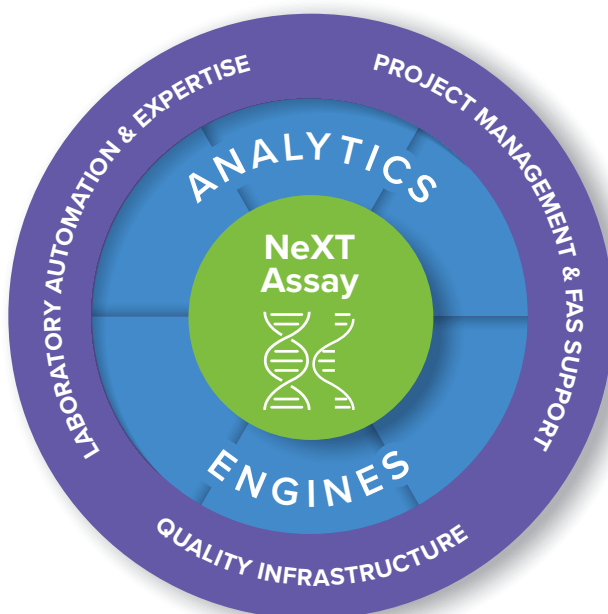 LABORATORY AUTOMATION & EXPERTISE
PROJECT MANAGEMENT & FAS SUPPORT
ANALYTICS
NeXT
Assay
ENGINES
QUALITY INFRASTRUCTURE